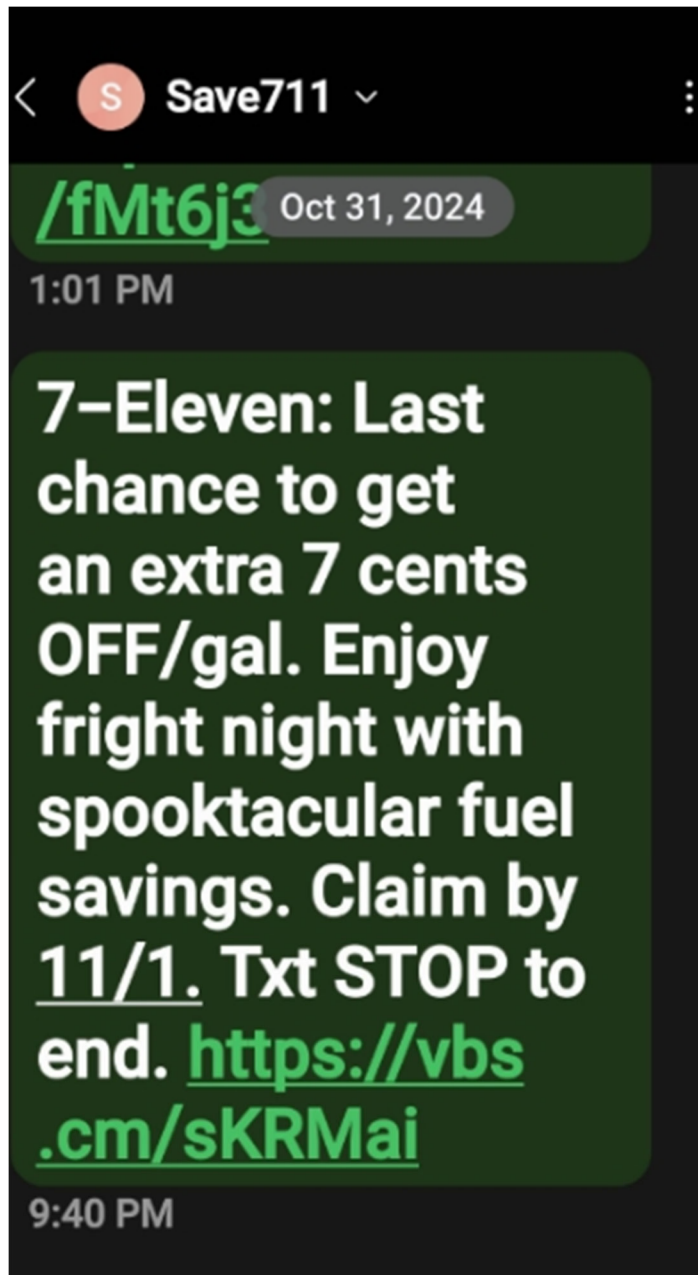 S Save711
/fMt6j3
Oct 31, 2024
1:01 PM
7-Eleven: Last
chance to get
an extra 7 cents
OFF/gal. Enjoy
fright night with
spooktacular fuel
savings. Claim by
11/1. Txt STOP to
end. https://vbs
.cm/sKRMai
9:40 PM